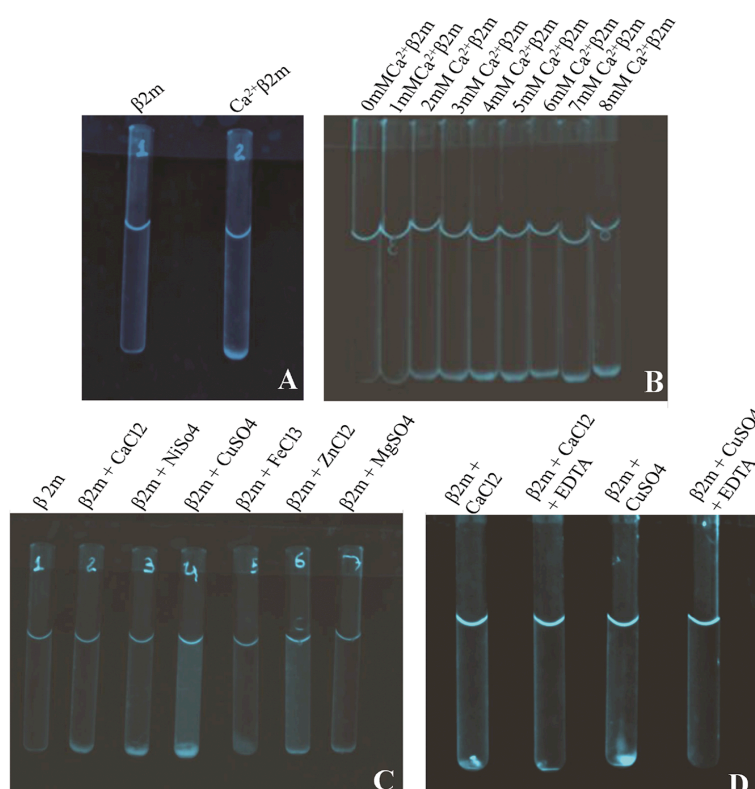 β2m
Ca²⁺β2m
1
2
A
0mMCa²⁺β2m
1mMCa²⁺β2m
2mM Ca²⁺β2m
3mM Ca²⁺β2m
4mM Ca²⁺β2m
5mM Ca²⁺β2m
6mM Ca²⁺β2m
7mM Ca²⁺β2m
8mM Ca²⁺β2m
B
β 2m
β2m + CaCl2
β2m + NiSo4
β2m + CuSO4
β2m + FeCl3
β2m + ZnCl2
β2m + MgSO4
1
2
3
4
5
6
7
C
β2m +
CaCl2
β2m + CaCl2
+ EDTA
β2m +
CuSO4
β2m + CuSO4
+ EDTA
D